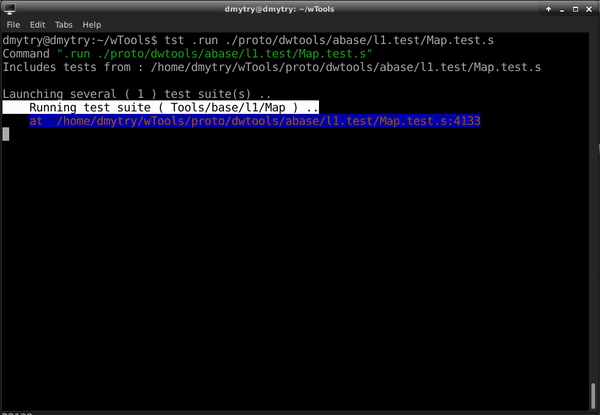 dmytry@dmytry: ~/wTools
File Edit Tabs Help
dmytry@dmytry:~/wTools$ tst .run ./proto/dwtools/abase/l1.test/Map.test.s
Command ".run ./proto/dwtools/abase/l1.test/Map.test.s"
Includes tests from : /home/dmytry/wTools/proto/dwtools/abase/l1.test/Map.test.s
Launching several ( 1 ) test suite(s) ..
Running test suite ( Tools/base/l1/Map ) ..
at /home/dmytry/wTools/proto/dwtools/abase/l1.test/Map.test.s:4133